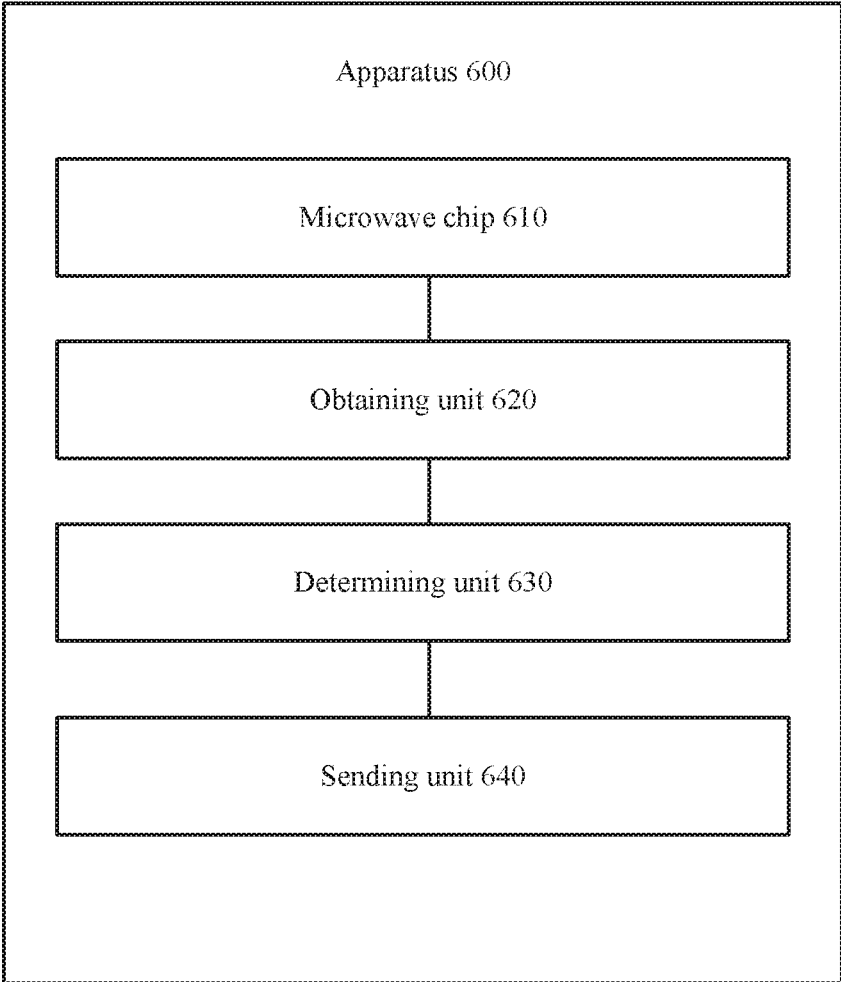 Apparatus 600
Microwave chip 610
Obtaining unit 620
Determining unit 630
Sending unit 640